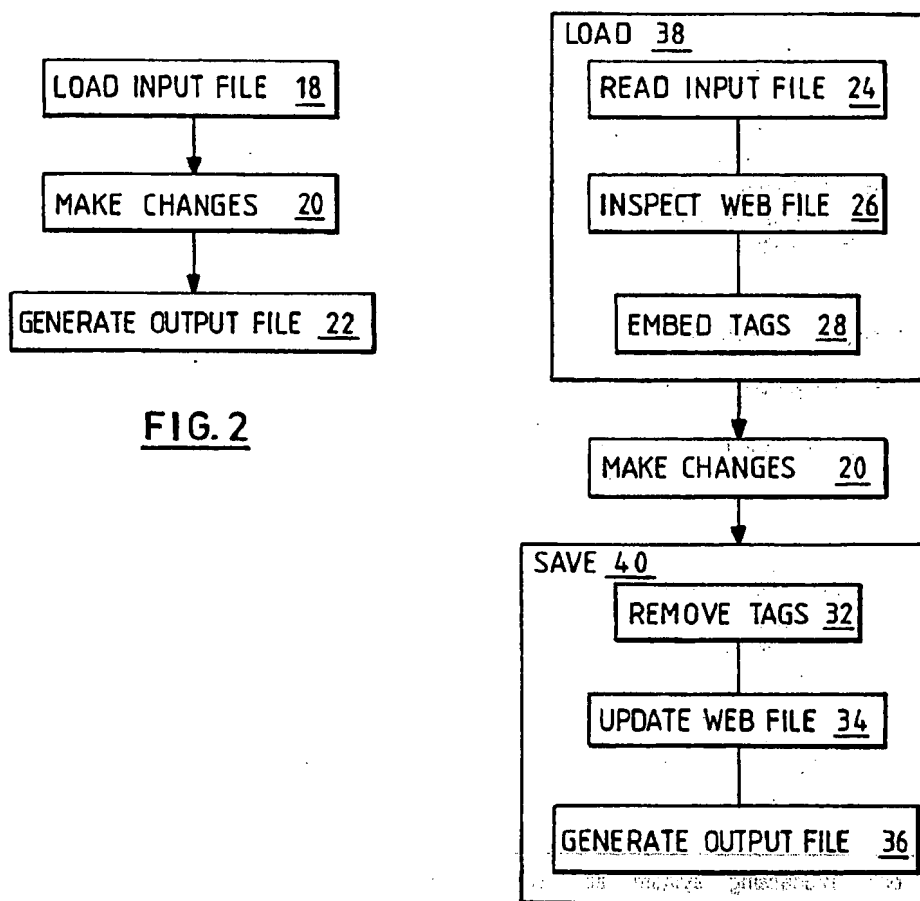 LOAD INPUT FILE 18
MAKE CHANGES 20
GENERATE OUTPUT FILE 22
FIG. 2
LOAD 38
READ INPUT FILE 24
INSPECT WEB FILE 26
EMBED TAGS 28
MAKE CHANGES 20
SAVE 40
REMOVE TAGS 32
UPDATE WEB FILE 34
GENERATE OUTPUT FILE 36